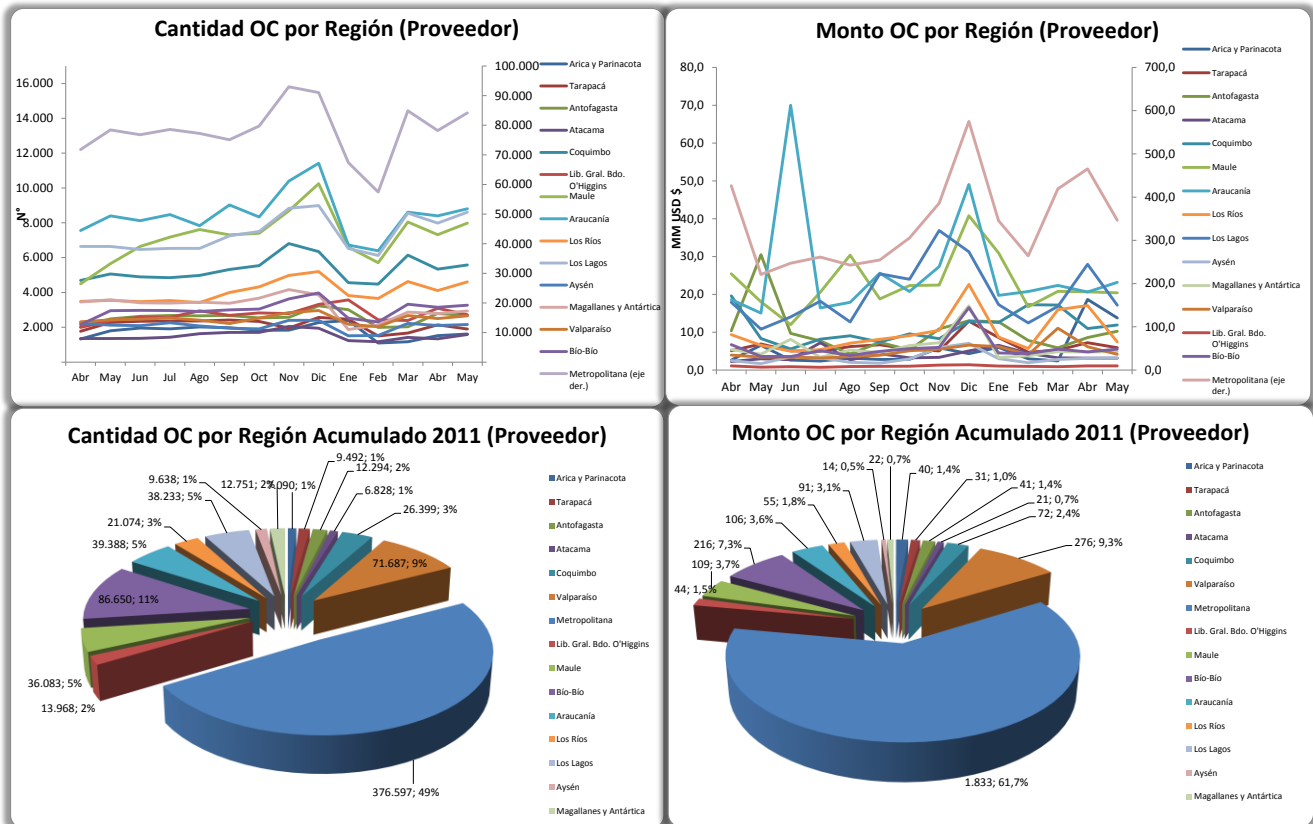 Cantidad OC por Región (Proveedor)
N°
16.000
14.000
12.000
10.000
8.000
6.000
4.000
2.000
100.000
90.000
80.000
70.000
60.000
50.000
40.000
30.000
20.000
10.000
Abr May Jun Jul Ago Sep Oct Nov Dic Ene Feb Mar Abr May
Arica y Parinacota
Tarapacá
Antofagasta
Atacama
Coquimbo
Lib. Gral. Bdo.
O'Higgins
Maule
Araucanía
Los Ríos
Los Lagos
Aysén
Magallanes y Antártica
Valparaíso
Bío-Bío
Metropolitana (eje
der.)
Monto OC por Región (Proveedor)
MM USD $
80,0
70,0
60,0
50,0
40,0
30,0
20,0
10,0
0,0
700,0
600,0
500,0
400,0
300,0
200,0
100,0
0,0
Abr May Jun Jul Ago Sep Oct Nov Dic Ene Feb Mar Abr May
Arica y Parinacota
Tarapacá
Antofagasta
Atacama
Coquimbo
Maule
Araucanía
Los Ríos
Los Lagos
Aysén
Magallanes y Antártica
Valparaíso
Lib. Gral. Bdo.
O'Higgins
Bío-Bío
Metropolitana (eje
der.)
Cantidad OC por Región Acumulado 2011 (Proveedor)
7.090; 1%
9.492; 1%
12.294; 2%
6.828; 1%
26.399; 3%
71.687; 9%
376.597; 49%
13.968; 2%
36.083; 5%
86.650; 11%
39.388; 5%
21.074; 3%
38.233; 5%
9.638; 1%
12.751; 2%
Arica y Parinacota
Tarapacá
Antofagasta
Atacama
Coquimbo
Valparaíso
Metropolitana
Lib. Gral. Bdo. O'Higgins
Maule
Bío-Bío
Araucanía
Los Ríos
Los Lagos
Aysén
Magallanes y Antártica
Monto OC por Región Acumulado 2011 (Proveedor)
40; 1,4%
31; 1,0%
41; 1,4%
21; 0,7%
72; 2,4%
276; 9,3%
1.833; 61,7%
44; 1,5%
109; 3,7%
216; 7,3%
106; 3,6%
55; 1,8%
91; 3,1%
14; 0,5%
22; 0,7%
Arica y Parinacota
Tarapacá
Antofagasta
Atacama
Coquimbo
Valparaíso
Metropolitana
Lib. Gral. Bdo. O'Higgins
Maule
Bío-Bío
Araucanía
Los Ríos
Los Lagos
Aysén
Magallanes y Antártica